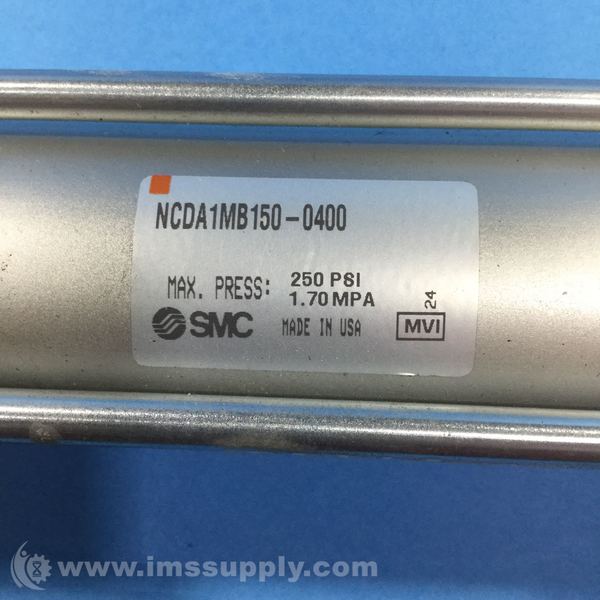 NCDA1MB150-0400
MAX. PRESS: 250 PSI
1.70 MPA
SMC MADE IN USA MVI 24
www.imssupply.com